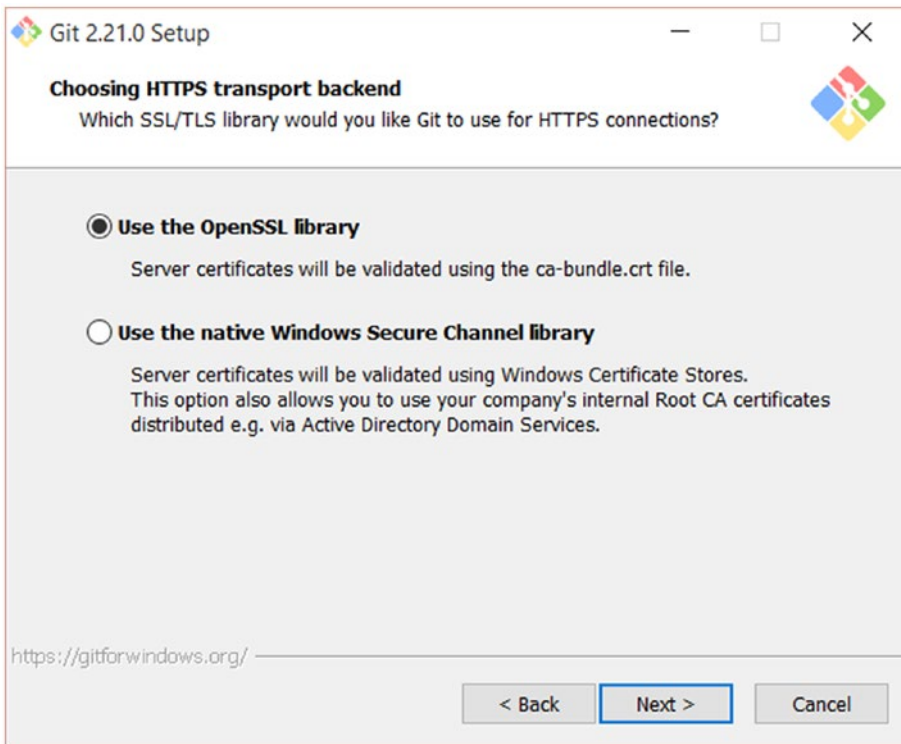 Git 2.21.0 Setup
Choosing HTTPS transport backend
Which SSL/TLS library would you like Git to use for HTTPS connections?
Use the OpenSSL library
Server certificates will be validated using the ca-bundle.crt file.
Use the native Windows Secure Channel library
Server certificates will be validated using Windows Certificate Stores.
This option also allows you to use your company's internal Root CA certificates
distributed e.g. via Active Directory Domain Services.
https://gitforwindows.org/
< Back
Next >
Cancel